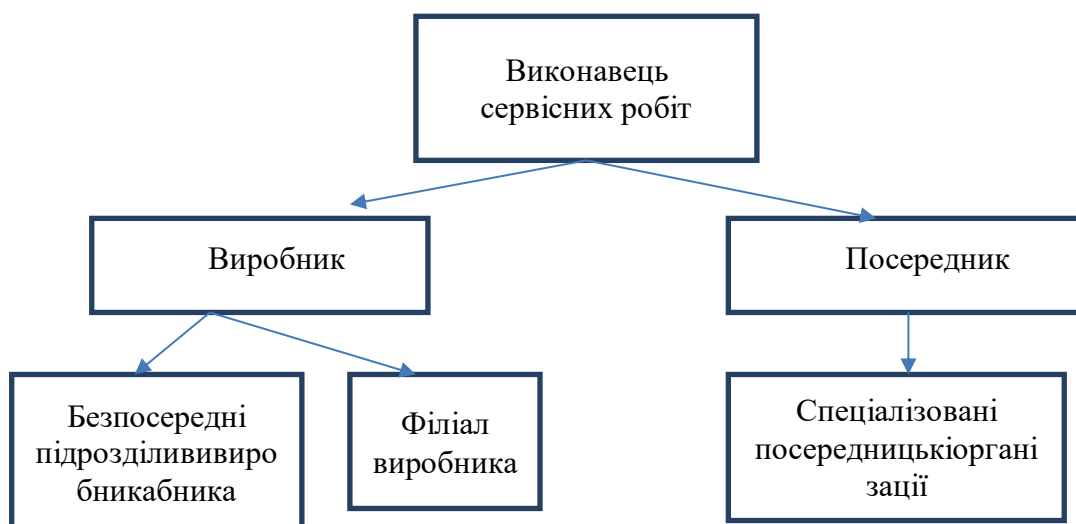 Виконавець
сервісних робіт
Виробник
Посередник
Безпосередні
підрозділививиро
бникабника
Філіал
виробника
Спеціалізовані
посередницькіоргані
зації